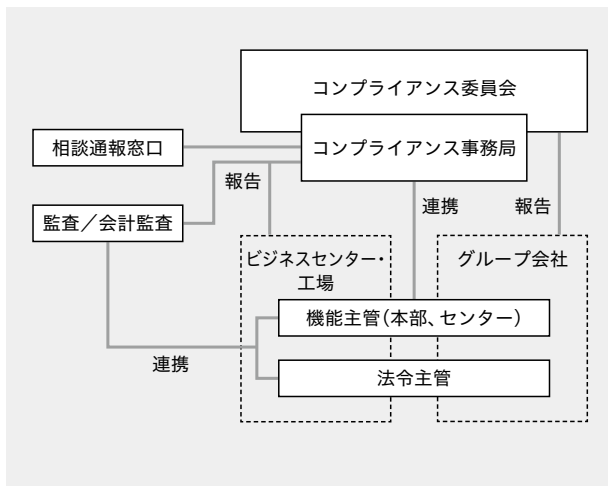 コンプライアンス委員会
コンプライアンス事務局
相談通報窓口
報告
監査／会計監査
連携
報告
ビジネスセンター・
工場
グループ会社
機能主管（本部、センター）
連携
法令主管